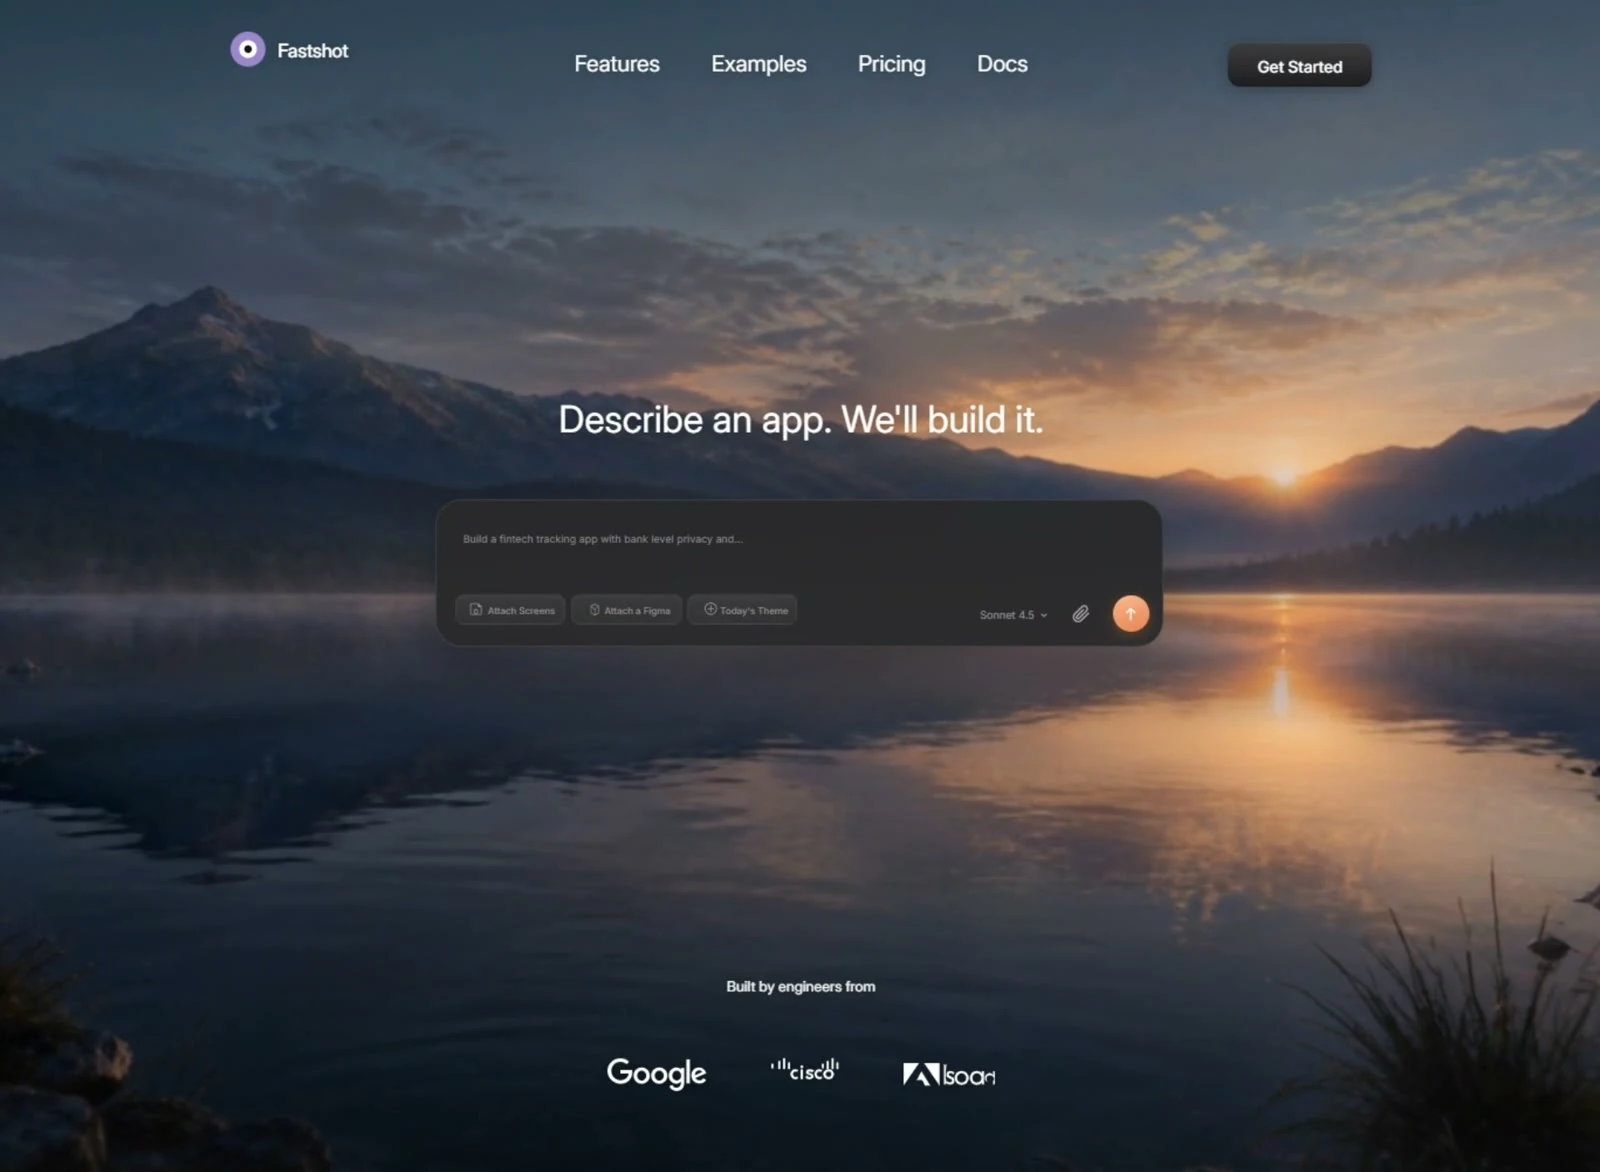 Fastshot
Features
Examples
Pricing
Docs
Get Started
Describe an app. We'll build it.
Build a fintech tracking app with bank level privacy and...
Attach Screens
Attach a Figma
Today's Theme
Sonnet 4.5
Built by engineers from
Google
cisco